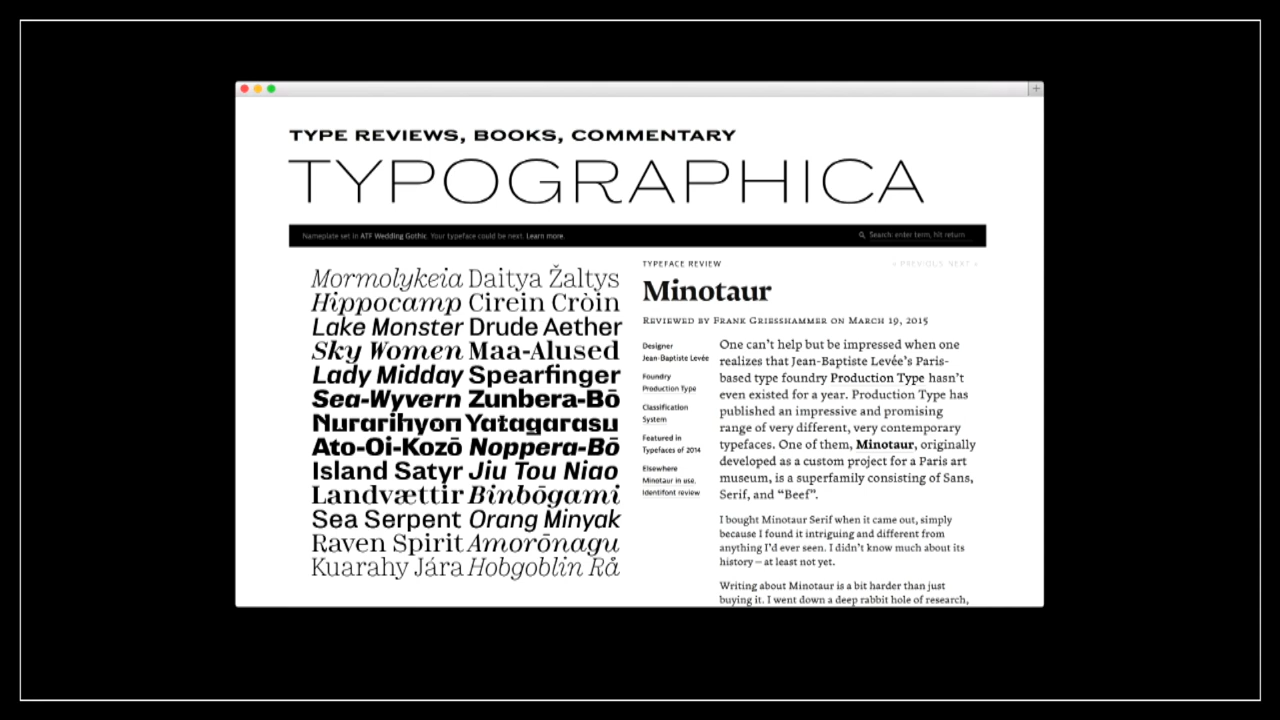 TYPE REVIEWS, BOOKS, COMMENTARY
TYPOGRAPHICA
Nameplate set in ATF Wedding Gothic. Your typeface could be next. Learn more.
Search: enter term, hit return
Mormolykeia Daitya Žaltys
Hippocamp Cirein Cròin
Lake Monster Drude Aether
Sky Women Maa-Alused
Lady Midday Spearfinger
Sea-Wyvern Zunbera-Bō
Nurarihyon Yatagarasu
Ato-Oi-Kozō Noppera-Bō
Island Satyr Jiu Tou Niao
Landvættir Binbōgami
Sea Serpent Orang Minyak
Raven Spirit Amorōnagu
Kuarahy Jára Hobgoblin Rå
TYPEFACE REVIEW
« PREVIOUS NEXT »
Minotaur
REVIEWED BY FRANK GRIESSHAMMER ON MARCH 19, 2015
Designer
Jean-Baptiste Levée
Foundry
Production Type
Classification
System
Featured in
Typefaces of 2014
Elsewhere
Minotaur in use,
Identifont review
One can’t help but be impressed when one
realizes that Jean-Baptiste Levée’s Paris-
based type foundry Production Type hasn’t
even existed for a year. Production Type has
published an impressive and promising
range of very different, very contemporary
typefaces. One of them, Minotaur, originally
developed as a custom project for a Paris art
museum, is a superfamily consisting of Sans,
Serif, and “Beef”.
I bought Minotaur Serif when it came out, simply
because I found it intriguing and different from
anything I’d ever seen. I didn’t know much about its
history – at least not yet.
Writing about Minotaur is a bit harder than just
buying it. I went down a deep rabbit hole of research,